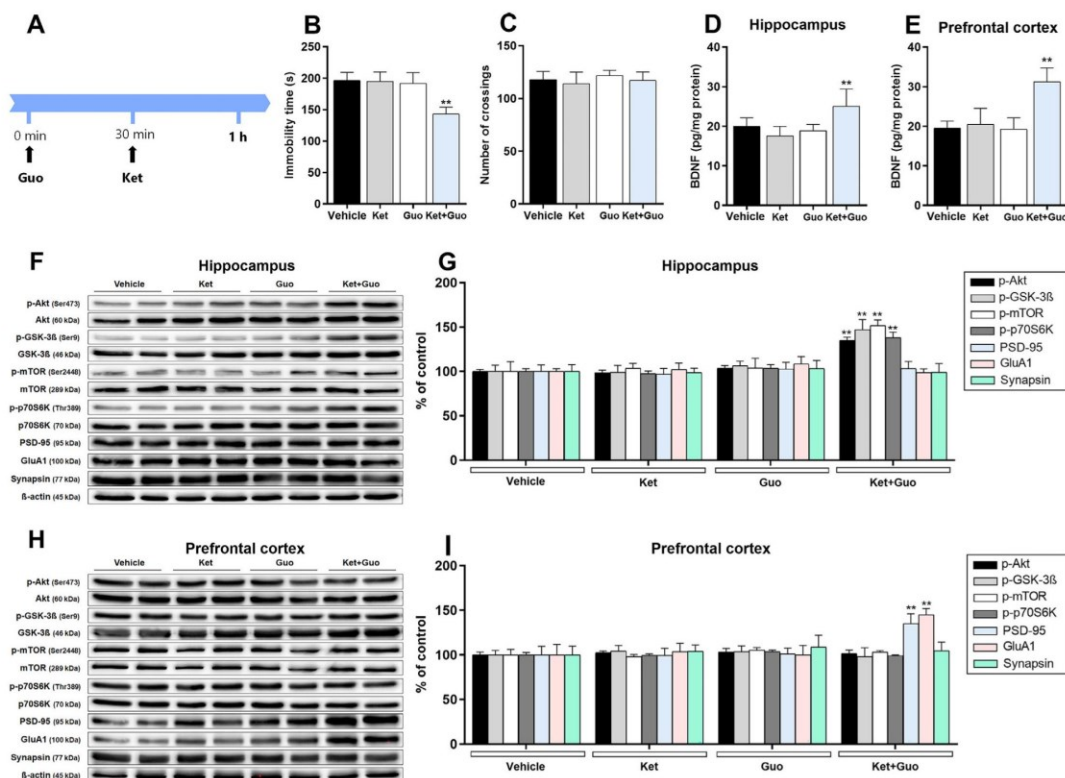 A
0 min
30 min
1 h
Guo
Ket
B
Immobility time (s)
250
200
150
100
50
0
**
Vehicle Ket Guo Ket+Guo
C
Number of crossings
150
100
50
0
Vehicle Ket Guo Ket+Guo
D
Hippocampus
BDNF (pg/mg protein)
40
30
20
10
0
**
Vehicle Ket Guo Ket+Guo
E
Prefrontal cortex
BDNF (pg/mg protein)
40
30
20
10
0
**
Vehicle Ket Guo Ket+Guo
F
Hippocampus
Vehicle Ket Guo Ket+Guo
p-Akt (Ser473)
Akt (60 kDa)
p-GSK-3ß (Ser9)
GSK-3ß (46 kDa)
p-mTOR (Ser2448)
mTOR (289 kDa)
p-p70S6K (Thr389)
p70S6K (70 kDa)
PSD-95 (95 kDa)
GluA1 (100 kDa)
Synapsin (77 kDa)
ß-actin (45 kDa)
G
Hippocampus
% of control
200
150
100
50
0
** ** ** **
Vehicle Ket Guo Ket+Guo
p-Akt
p-GSK-3ß
p-mTOR
p-p70S6K
PSD-95
GluA1
Synapsin
H
Prefrontal cortex
Vehicle Ket Guo Ket+Guo
p-Akt (Ser473)
Akt (60 kDa)
p-GSK-3ß (Ser9)
GSK-3ß (46 kDa)
p-mTOR (Ser2448)
mTOR (289 kDa)
p-p70S6K (Thr389)
p70S6K (70 kDa)
PSD-95 (95 kDa)
GluA1 (100 kDa)
Synapsin (77 kDa)
ß-actin (45 kDa)
I
Prefrontal cortex
% of control
200
150
100
50
0
** **
Vehicle Ket Guo Ket+Guo
p-Akt
p-GSK-3ß
p-mTOR
p-p70S6K
PSD-95
GluA1
Synapsin